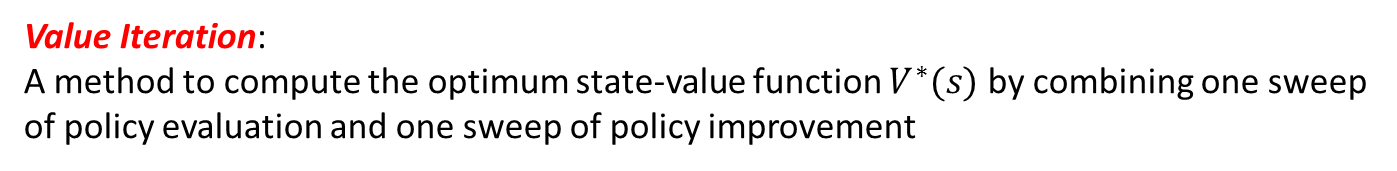 Value Iteration:
A method to compute the optimum state-value function V*(s) by combining one sweep
of policy evaluation and one sweep of policy improvement